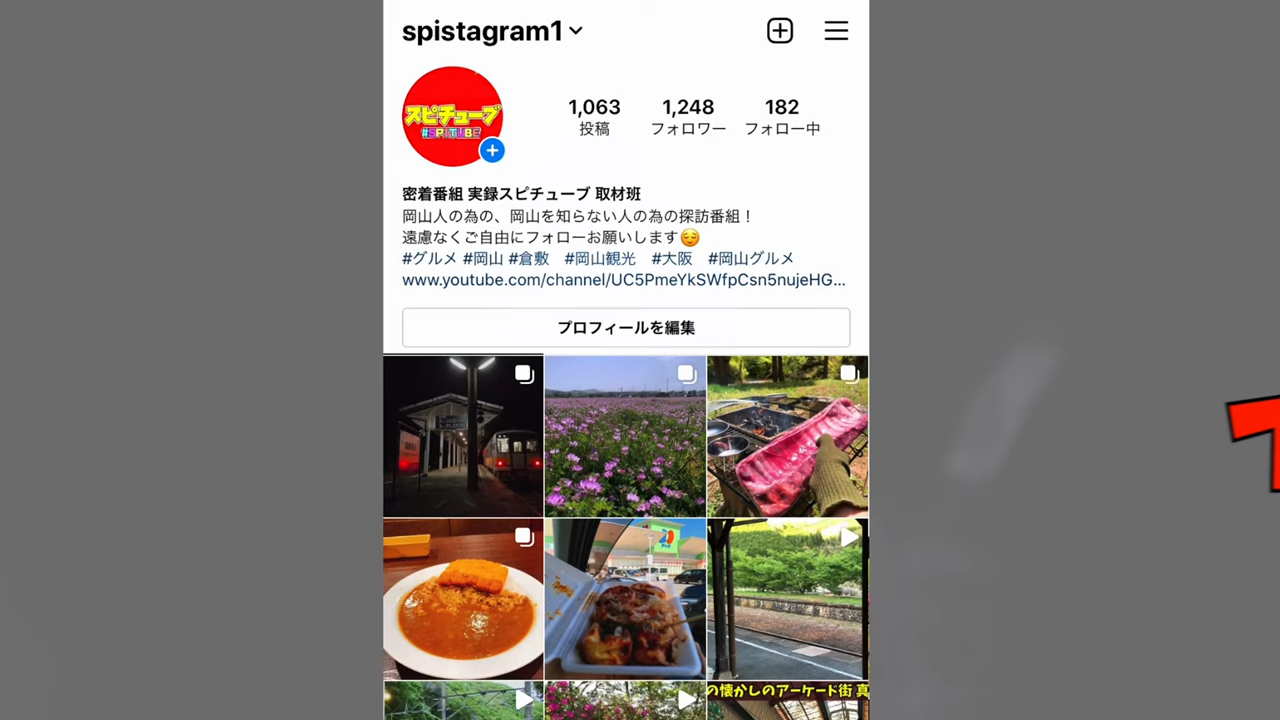 spistagram1
スピチューブ
#SPITUBE
1,063
投稿
1,248
フォロワー
182
フォロー中
密着番組 実録スピチューブ 取材班
岡山人の為の、岡山を知らない人の為の探訪番組！
遠慮なくご自由にフォローお願いします😌
#グルメ #岡山 #倉敷　#岡山観光　#大阪　#岡山グルメ
www.youtube.com/channel/UC5PmeYkSWfpCsn5nujeHG...
プロフィールを編集
の懐かしのアーケード街 真